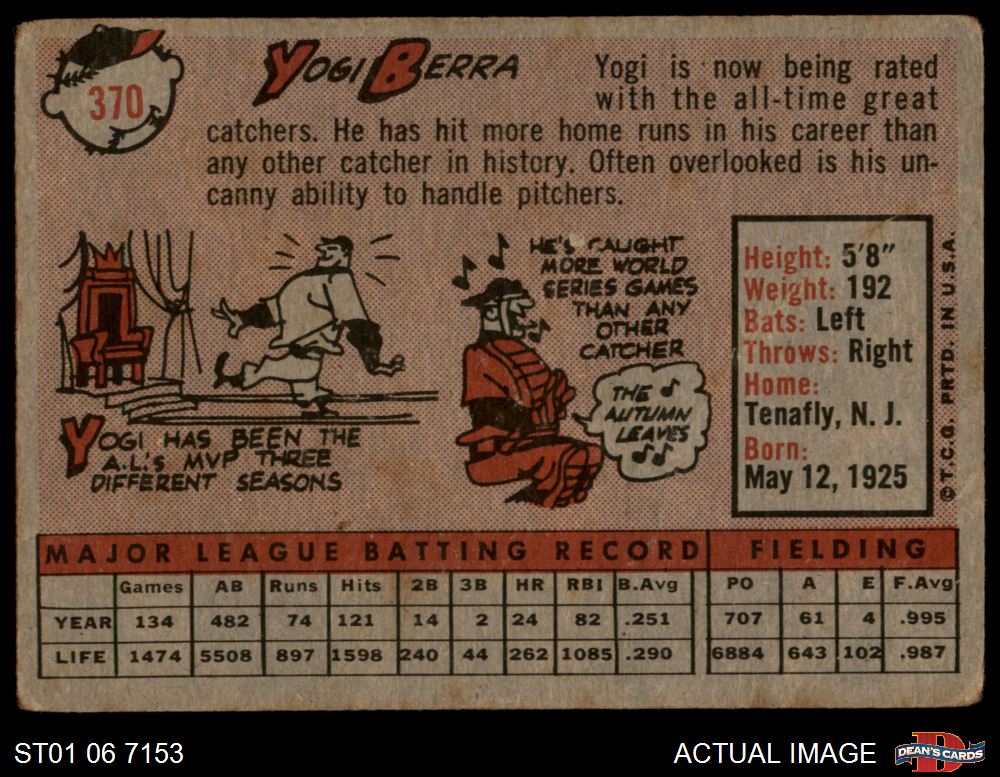 370
YOGI BERRA
Yogi is now being rated
with the all-time great
catchers. He has hit more home runs in his career than
any other catcher in history. Often overlooked is his un-
canny ability to handle pitchers.
YOGI HAS BEEN THE
A.L.'s MVP THREE
DIFFERENT SEASONS
HE'S CAUGHT
MORE WORLD
SERIES GAMES
THAN ANY
OTHER
CATCHER
THE
AUTUMN
LEAVES
Height: 5'8"
Weight: 192
Bats: Left
Throws: Right
Home:
Tenafly, N. J.
Born:
May 12, 1925
©T.C.G. PRTD. IN U.S.A.
MAJOR LEAGUE BATTING RECORD FIELDING
Games AB Runs Hits 2B 3B HR RBI B.Avg PO A E F.Avg
YEAR 134 482 74 121 14 2 24 82 .251 707 61 4 .995
LIFE 1474 5508 897 1598 240 44 262 1085 .290 6884 643 102 .987
ST01 06 7153
ACTUAL IMAGE
DEAN'S CARDS